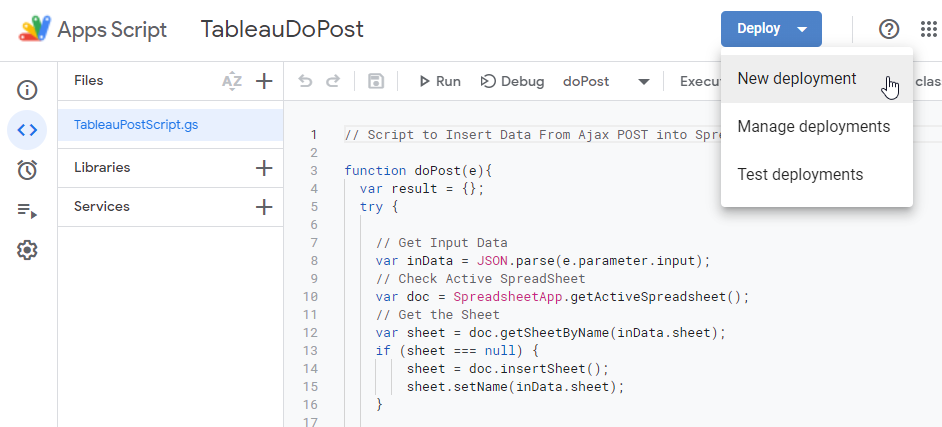 Apps Script TableauDoPost Deploy
Files AZ Run Debug doPost
New deployment
Manage deployments
Test deployments
TableauPostScript.gs
Libraries
Services
1 // Script to Insert Data From Ajax POST into
2
3 function doPost(e){
4 var result = {};
5 try {
6
7 // Get Input Data
8 var inData = JSON.parse(e.parameter.input);
9 // Check Active SpreadSheet
10 var doc = SpreadsheetApp.getActiveSpreadsheet();
11 // Get the Sheet
12 var sheet = doc.getSheetByName(inData.sheet);
13 if (sheet === null) {
14 sheet = doc.insertSheet();
15 sheet.setName(inData.sheet);
16 }
17